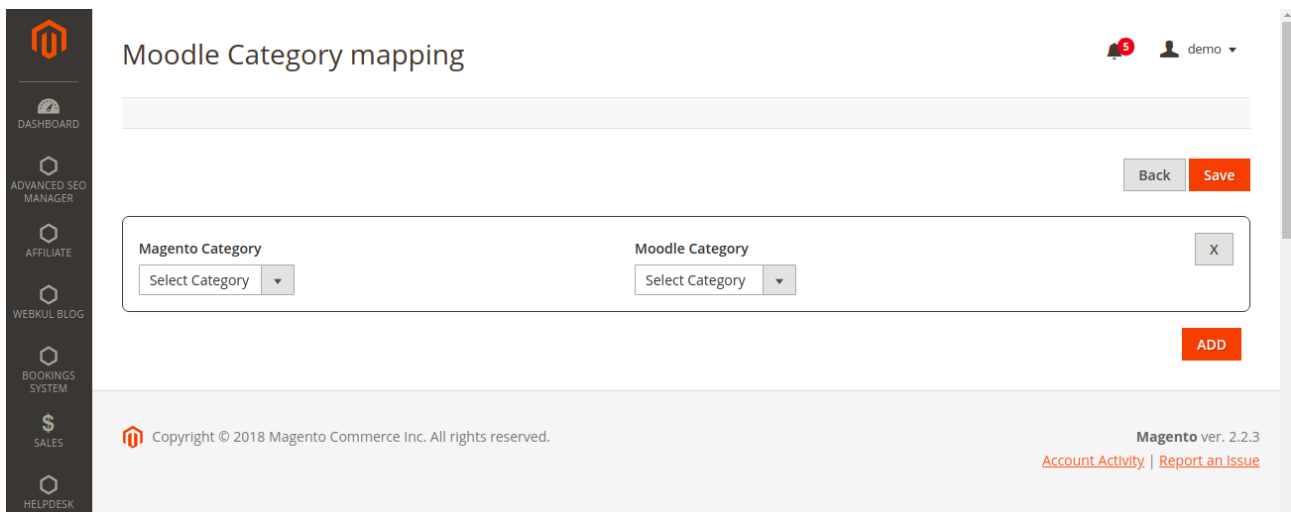 Moodle Category mapping
5
demo
DASHBOARD
ADVANCED SEO
MANAGER
AFFILIATE
WEBKUL BLOG
BOOKINGS
SYSTEM
SALES
HELPDESK
Back
Save
Magento Category
Moodle Category
X
Select Category
Select Category
ADD
Copyright © 2018 Magento Commerce Inc. All rights reserved.
Magento ver. 2.2.3
Account Activity | Report an Issue